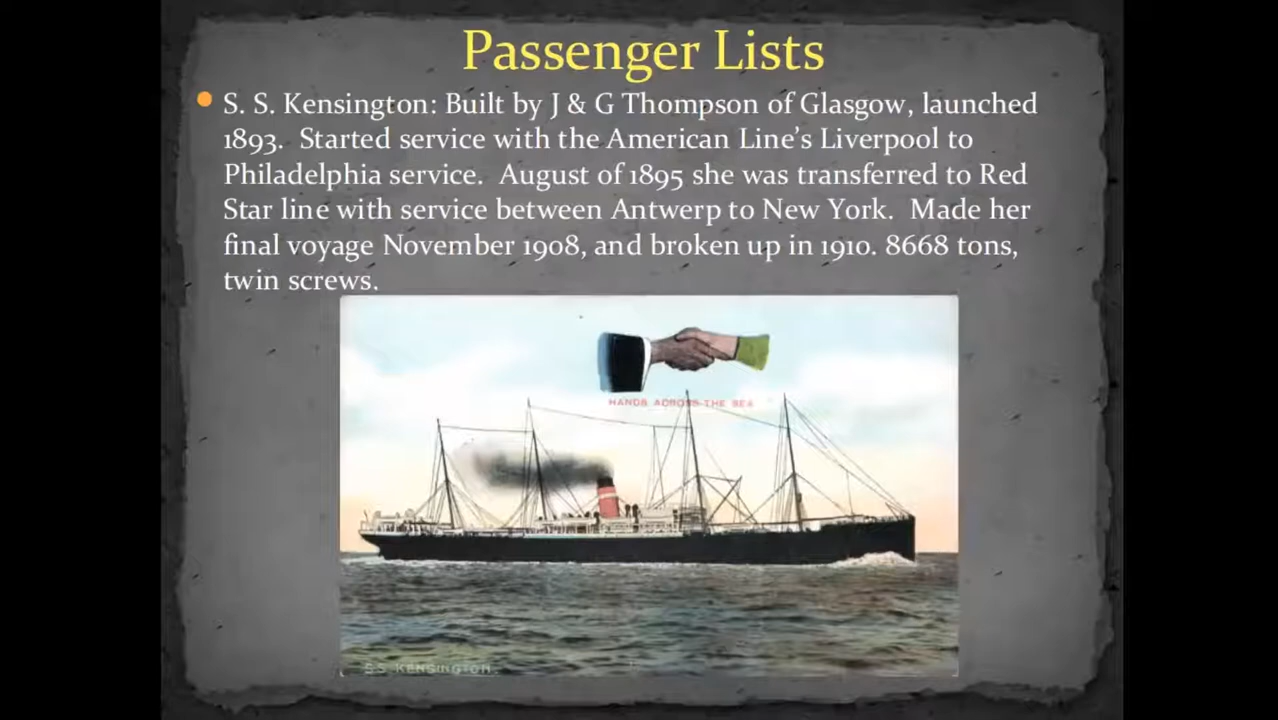 Passenger Lists
S. S. Kensington: Built by J & G Thompson of Glasgow, launched
1893. Started service with the American Line's Liverpool to
Philadelphia service. August of 1895 she was transferred to Red
Star line with service between Antwerp to New York. Made her
final voyage November 1908, and broken up in 1910. 8668 tons,
twin screws.
HANDS ACROSS THE SEA
S.S. KENSINGTON.